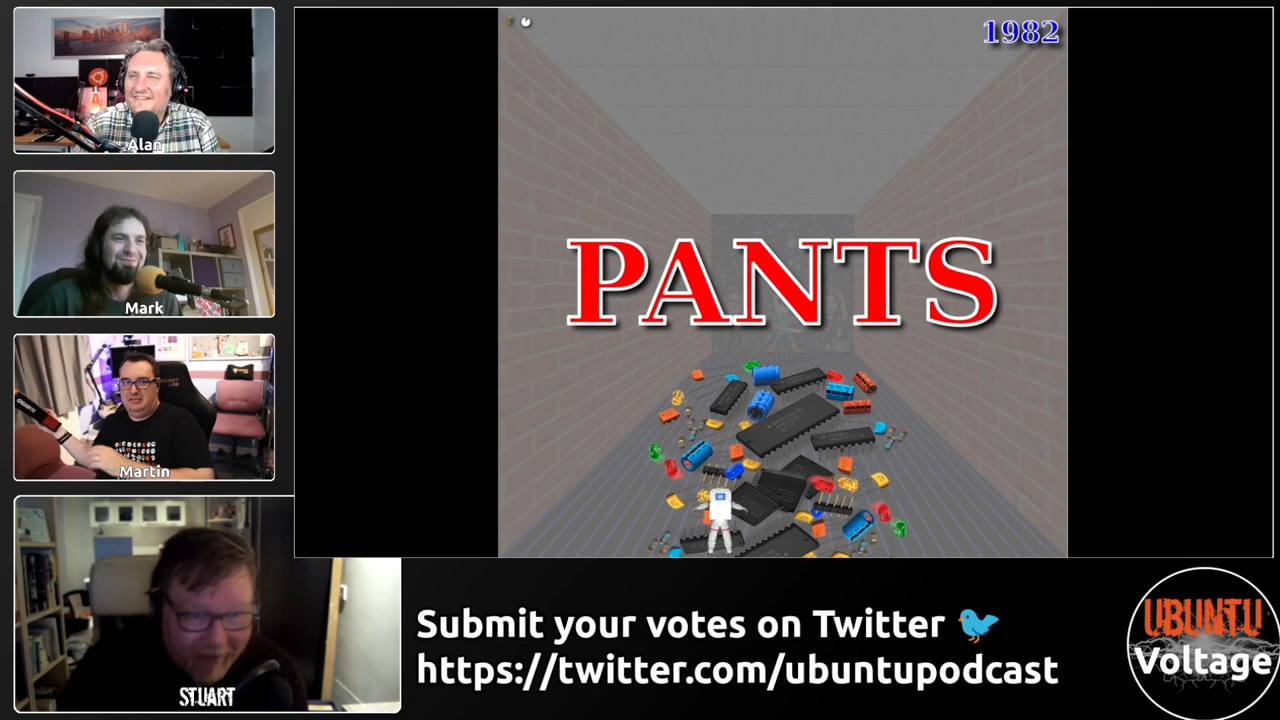 1982
Alan
PANTS
Mark
Martin
STUART
Submit your votes on Twitter 🐦
https://twitter.com/ubuntupodcast
UBUNTU
Voltage